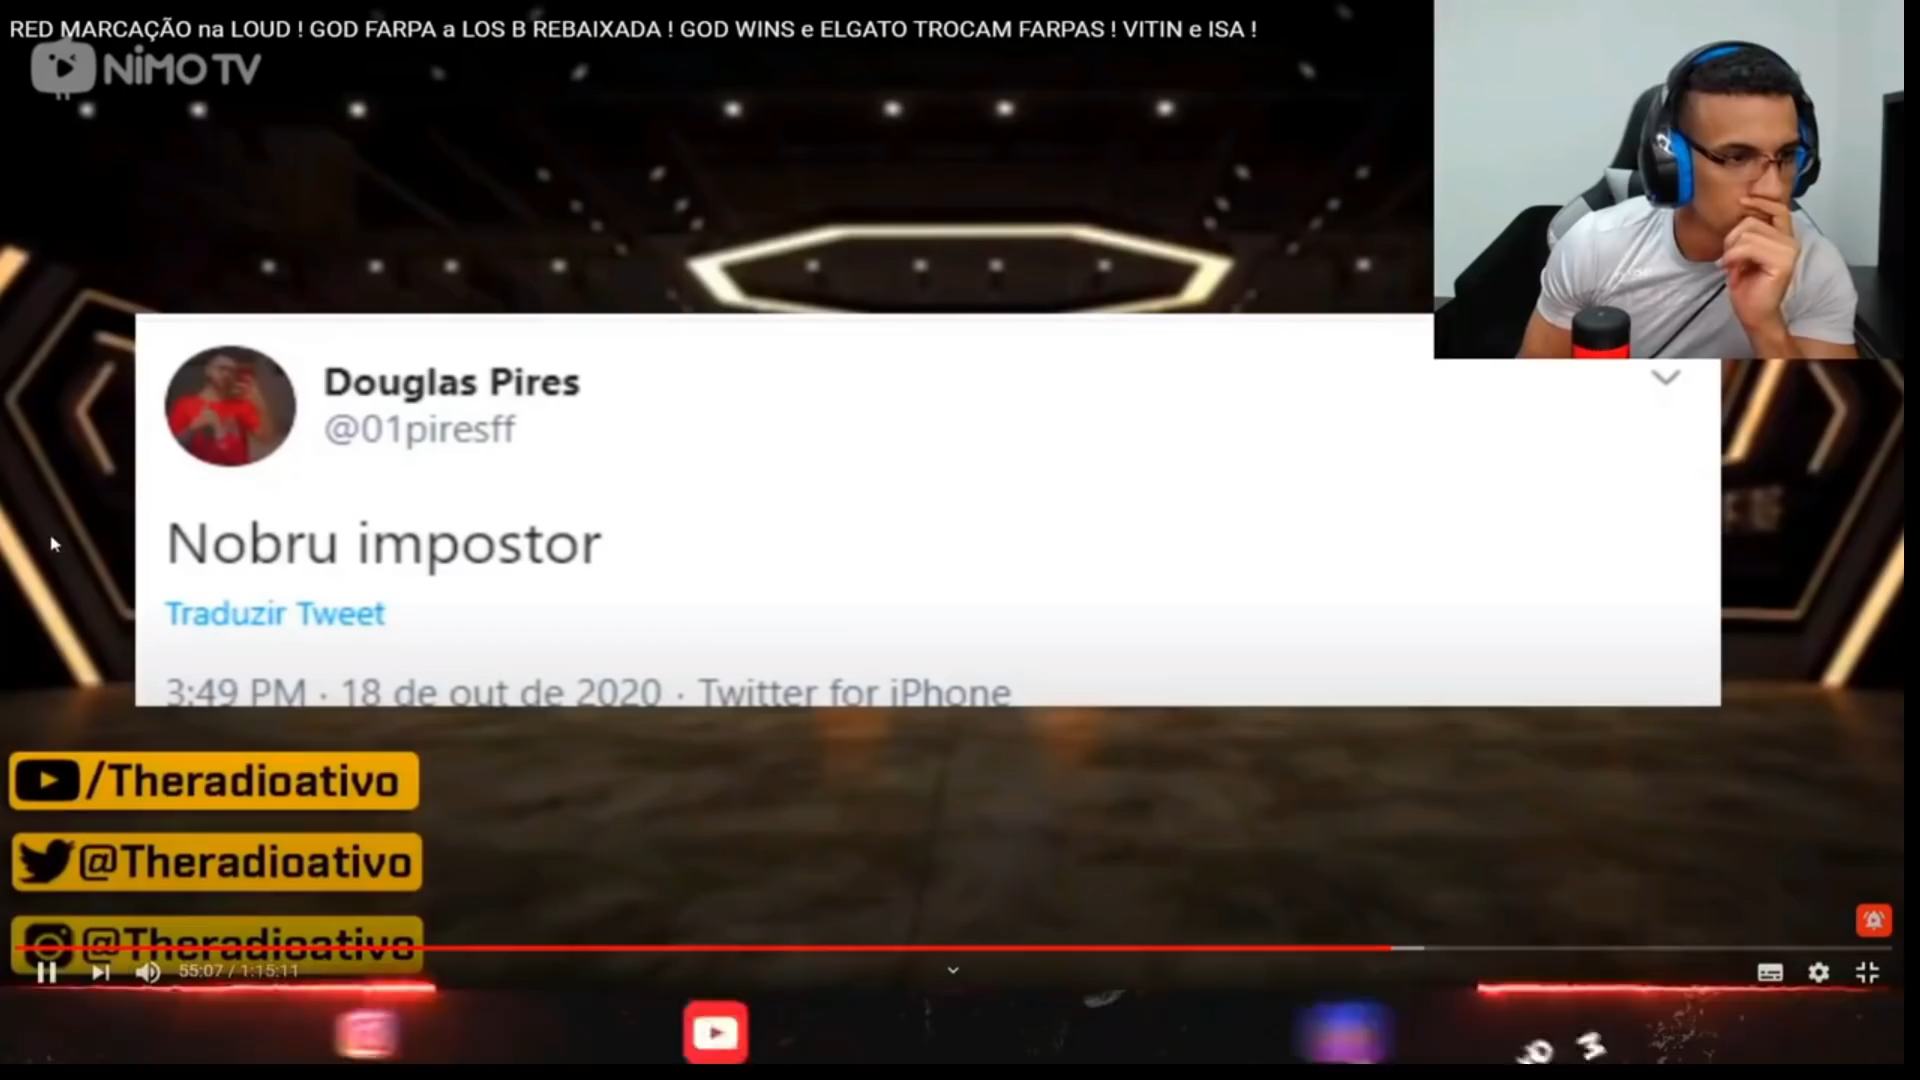 RED MARCAÇÃO na LOUD ! GOD FARPA a LOS B REBAIXADA ! GOD WINS e ELGATO TROCAM FARPAS ! VITIN e ISA !
NiMO TV
Douglas Pires
@01piresff
Nobru impostor
Traduzir Tweet
3:49 PM · 18 de out de 2020 · Twitter for iPhone
/Theradioativo
@Theradioativo
@Theradioativo
55:07 / 1:15:11